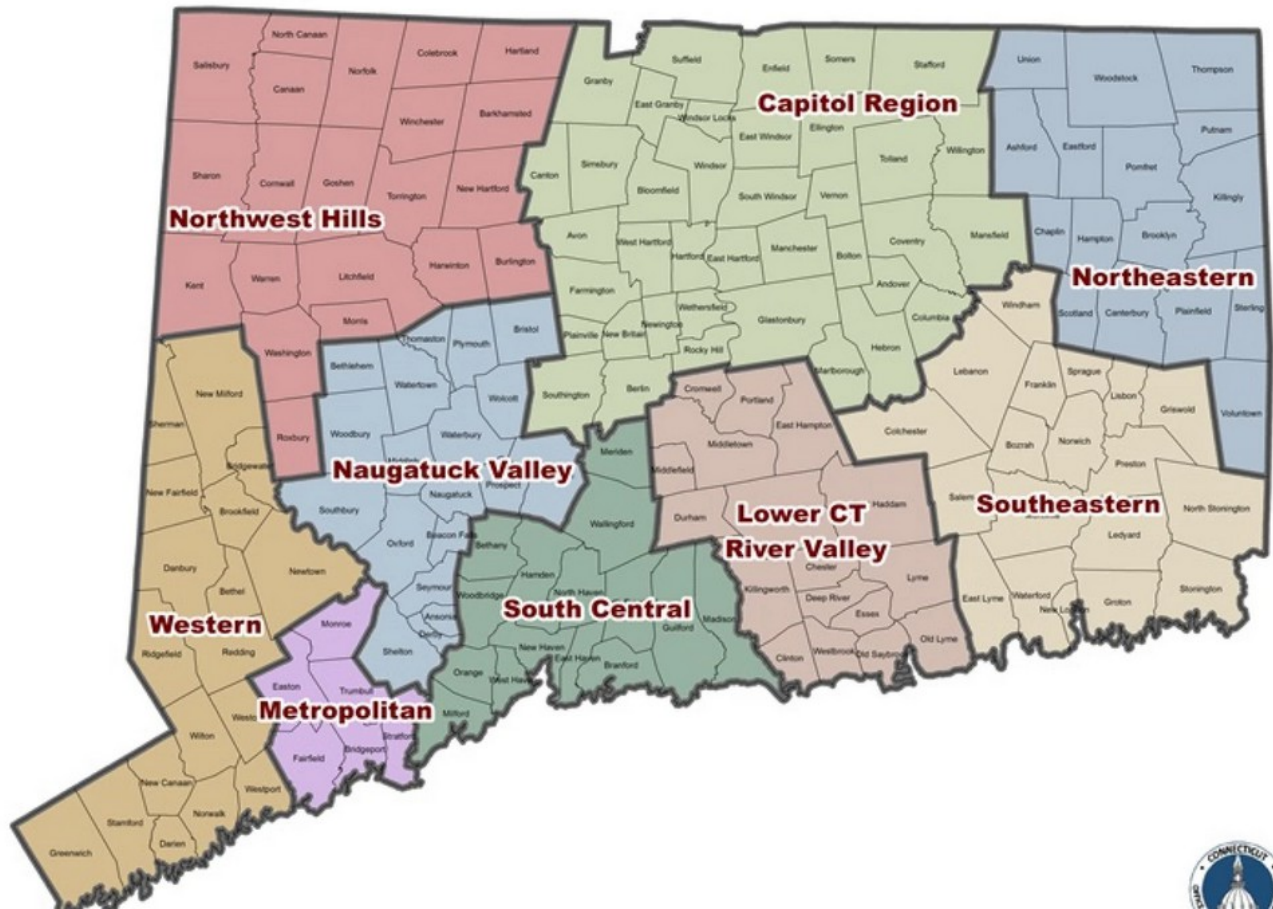 Northwest Hills
Salisbury
North Canaan
Canaan
Norfolk
Colebrook
Hartland
Winchester
Barkhamsted
Sharon
Cornwall
Goshen
Torrington
New Hartford
Kent
Warren
Litchfield
Harwinton
Burlington
Morris
Washington
Roxbury
Capitol Region
Granby
Suffield
Enfield
Somers
Stafford
East Granby
Windsor Locks
East Windsor
Ellington
Tolland
Willington
Canton
Simsbury
Bloomfield
Windsor
South Windsor
Vernon
Avon
West Hartford
Hartford
East Hartford
Manchester
Bolton
Coventry
Mansfield
Farmington
Wethersfield
Glastonbury
Andover
Columbia
Plainville
New Britain
Newington
Rocky Hill
Hebron
Marlborough
Southington
Berlin
Northeastern
Union
Woodstock
Thompson
Putnam
Ashford
Eastford
Pomfret
Killingly
Chaplin
Hampton
Brooklyn
Scotland
Canterbury
Plainfield
Sterling
Voluntown
Naugatuck Valley
Thomaston
Plymouth
Bristol
Bethlehem
Watertown
Wolcott
Woodbury
Waterbury
Prospect
Naugatuck
Southbury
Oxford
Beacon Falls
Seymour
Ansonia
Derby
Shelton
Western
New Milford
Sherman
Bridgewater
New Fairfield
Brookfield
Danbury
Bethel
Newtown
Ridgefield
Redding
Wilton
New Canaan
Westport
Stamford
Norwalk
Darien
Greenwich
Metropolitan
Monroe
Easton
Trumbull
Stratford
Fairfield
Bridgeport
South Central
Meriden
Wallingford
Bethany
Hamden
Woodbridge
North Haven
Guilford
Madison
New Haven
East Haven
Branford
Orange
West Haven
Milford
Lower CT
River Valley
Cromwell
Portland
East Hampton
Middletown
Middlefield
Durham
Haddam
Chester
Killingworth
Deep River
Lyme
Essex
Clinton
Westbrook
Old Saybrook
Old Lyme
Southeastern
Windham
Lebanon
Franklin
Sprague
Lisbon
Griswold
Colchester
Bozrah
Norwich
Preston
Salem
North Stonington
Ledyard
East Lyme
Waterford
New London
Groton
Stonington
CONNECTICUT